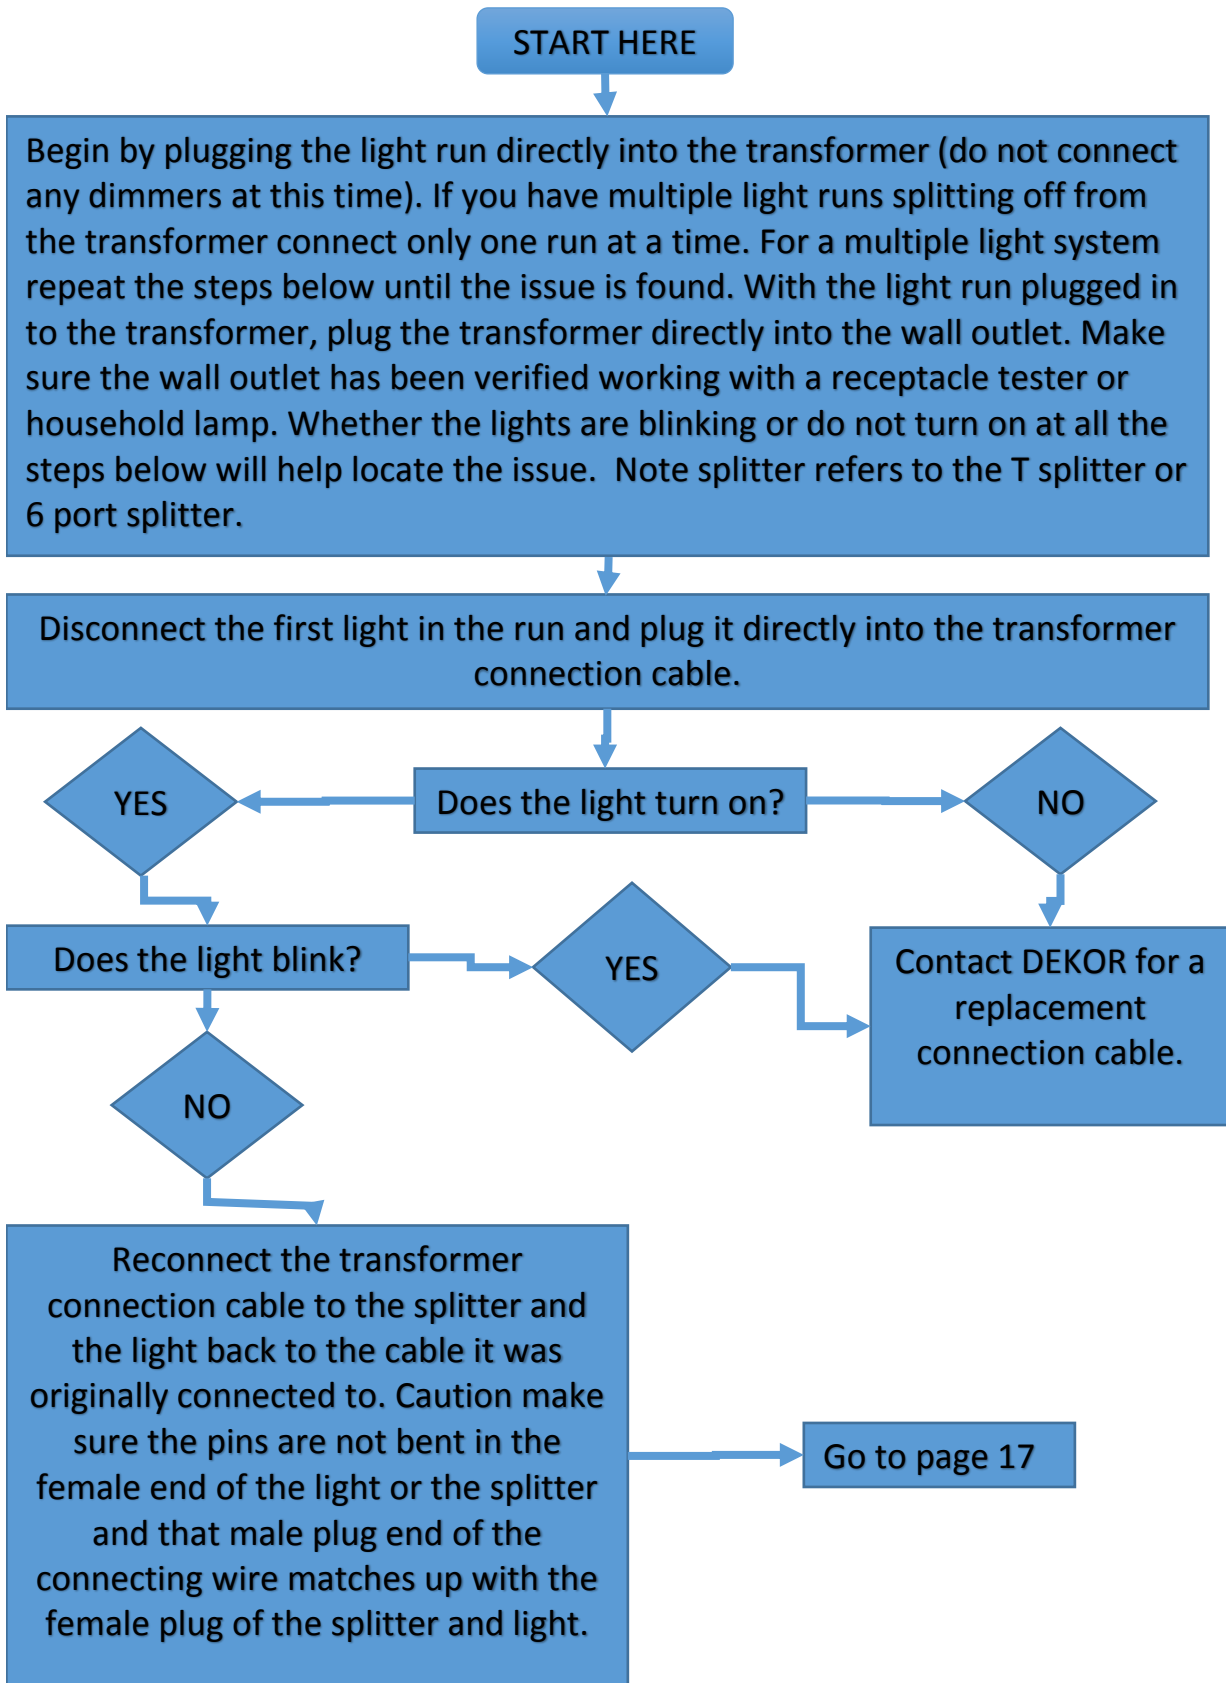 START HERE
Begin by plugging the light run directly into the transformer (do not connect
any dimmers at this time). If you have multiple light runs splitting off from
the transformer connect only one run at a time. For a multiple light system
repeat the steps below until the issue is found. With the light run plugged in
to the transformer, plug the transformer directly into the wall outlet. Make
sure the wall outlet has been verified working with a receptacle tester or
household lamp. Whether the lights are blinking or do not turn on at all the
steps below will help locate the issue.  Note splitter refers to the T splitter or
6 port splitter.
Disconnect the first light in the run and plug it directly into the transformer
connection cable.
YES
Does the light turn on?
NO
Does the light blink?
YES
Contact DEKOR for a
replacement
connection cable.
NO
Reconnect the transformer
connection cable to the splitter and
the light back to the cable it was
originally connected to. Caution make
sure the pins are not bent in the
female end of the light or the splitter
and that male plug end of the
connecting wire matches up with the
female plug of the splitter and light.
Go to page 17